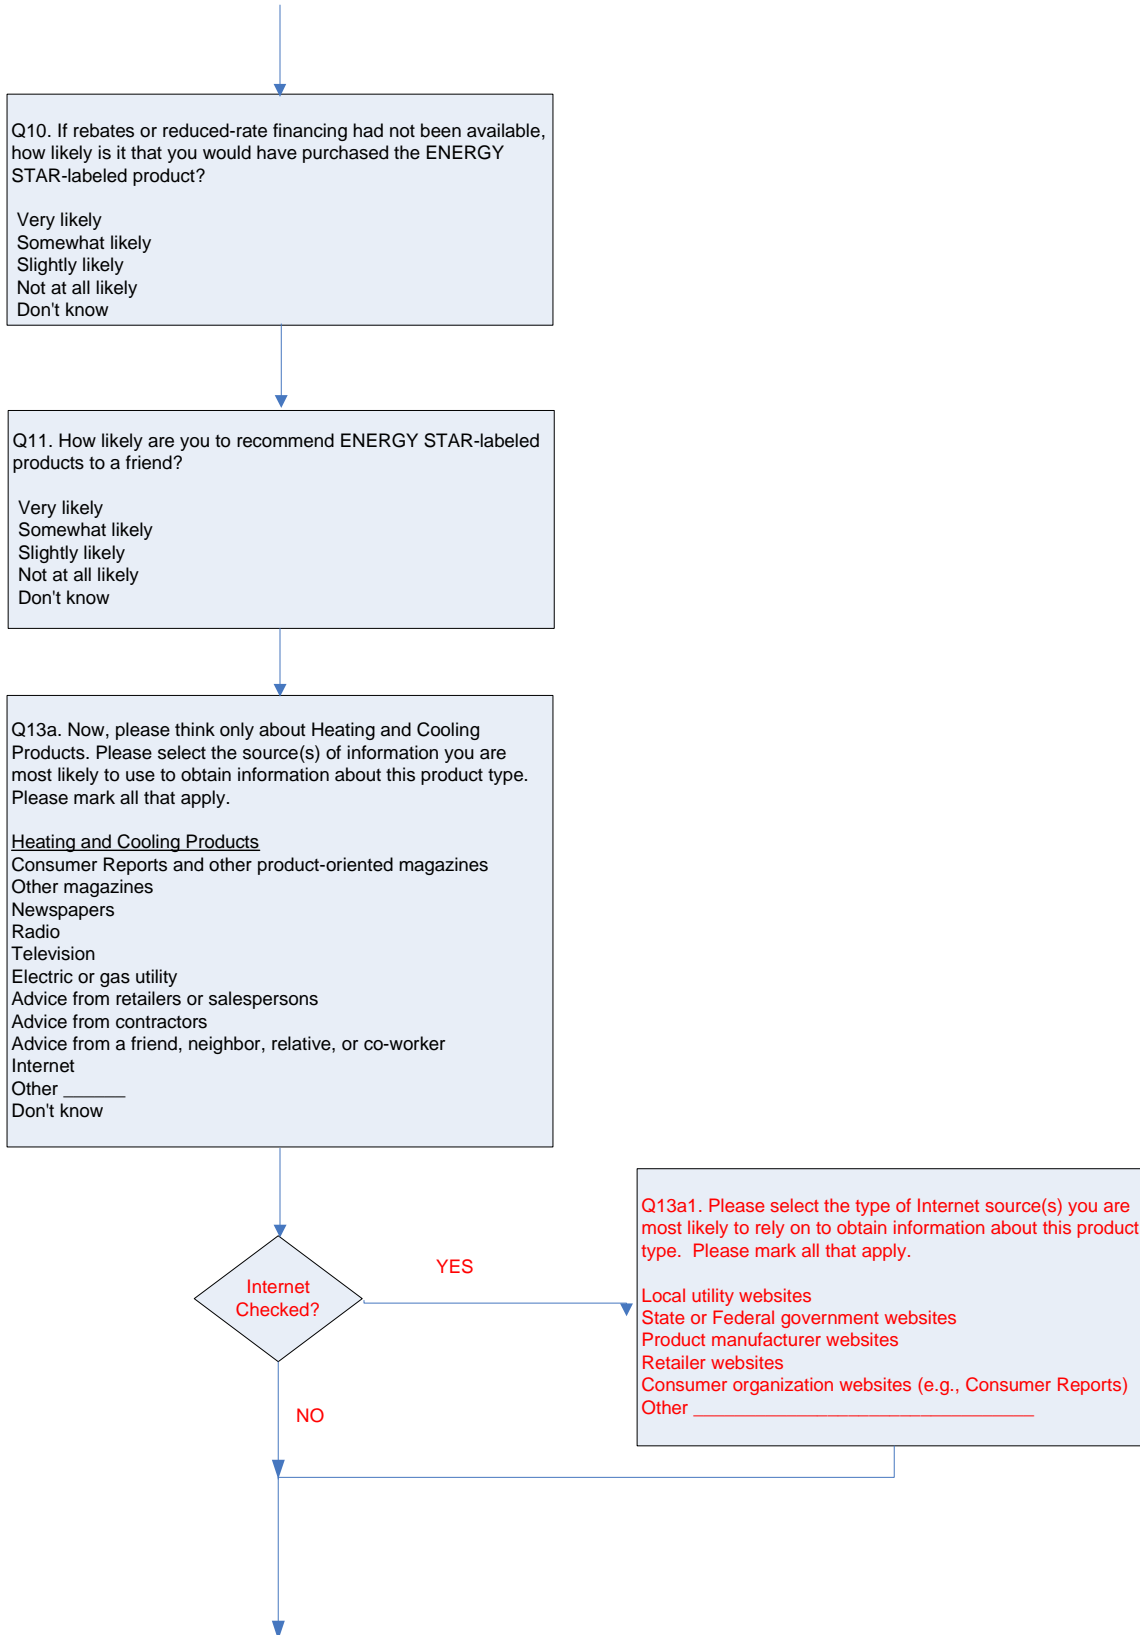 Q10. If rebates or reduced-rate financing had not been available,
how likely is it that you would have purchased the ENERGY
STAR-labeled product?
Very likely
Somewhat likely
Slightly likely
Not at all likely
Don't know
Q11. How likely are you to recommend ENERGY STAR-labeled
products to a friend?
Very likely
Somewhat likely
Slightly likely
Not at all likely
Don't know
Q13a. Now, please think only about Heating and Cooling
Products. Please select the source(s) of information you are
most likely to use to obtain information about this product type.
Please mark all that apply.
Heating and Cooling Products
Consumer Reports and other product-oriented magazines
Other magazines
Newspapers
Radio
Television
Electric or gas utility
Advice from retailers or salespersons
Advice from contractors
Advice from a friend, neighbor, relative, or co-worker
Internet
Other ______
Don't know
Internet
Checked?
YES
NO
Q13a1. Please select the type of Internet source(s) you are
most likely to rely on to obtain information about this product
type.  Please mark all that apply.
Local utility websites
State or Federal government websites
Product manufacturer websites
Retailer websites
Consumer organization websites (e.g., Consumer Reports)
Other _________________________________